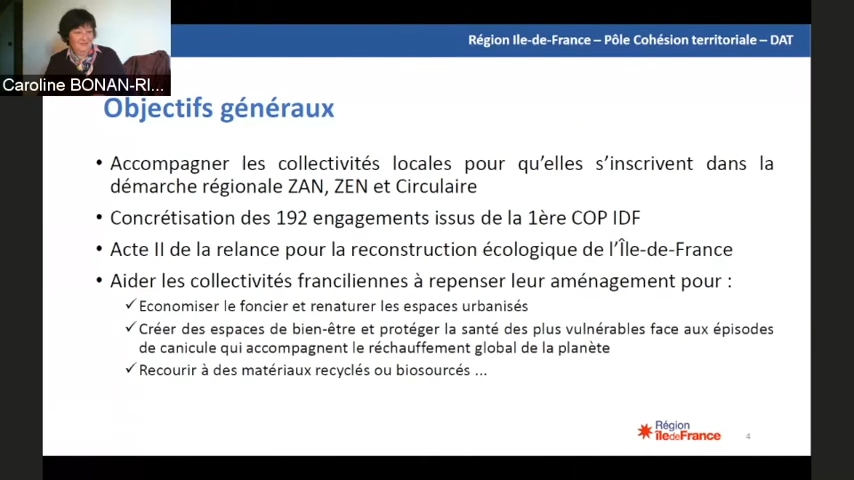 Région Ile-de-France – Pôle Cohésion territoriale – DAT
Caroline BONAN-RI...
Objectifs généraux
• Accompagner les collectivités locales pour qu’elles s’inscrivent dans la
démarche régionale ZAN, ZEN et Circulaire
• Concrétisation des 192 engagements issus de la 1ère COP IDF
• Acte II de la relance pour la reconstruction écologique de l’Île-de-France
• Aider les collectivités franciliennes à repenser leur aménagement pour :
✓Economiser le foncier et renaturer les espaces urbanisés
✓Créer des espaces de bien-être et protéger la santé des plus vulnérables face aux épisodes
de canicule qui accompagnent le réchauffement global de la planète
✓Recourir à des matériaux recyclés ou biosourcés ...
Région
îledeFrance
4